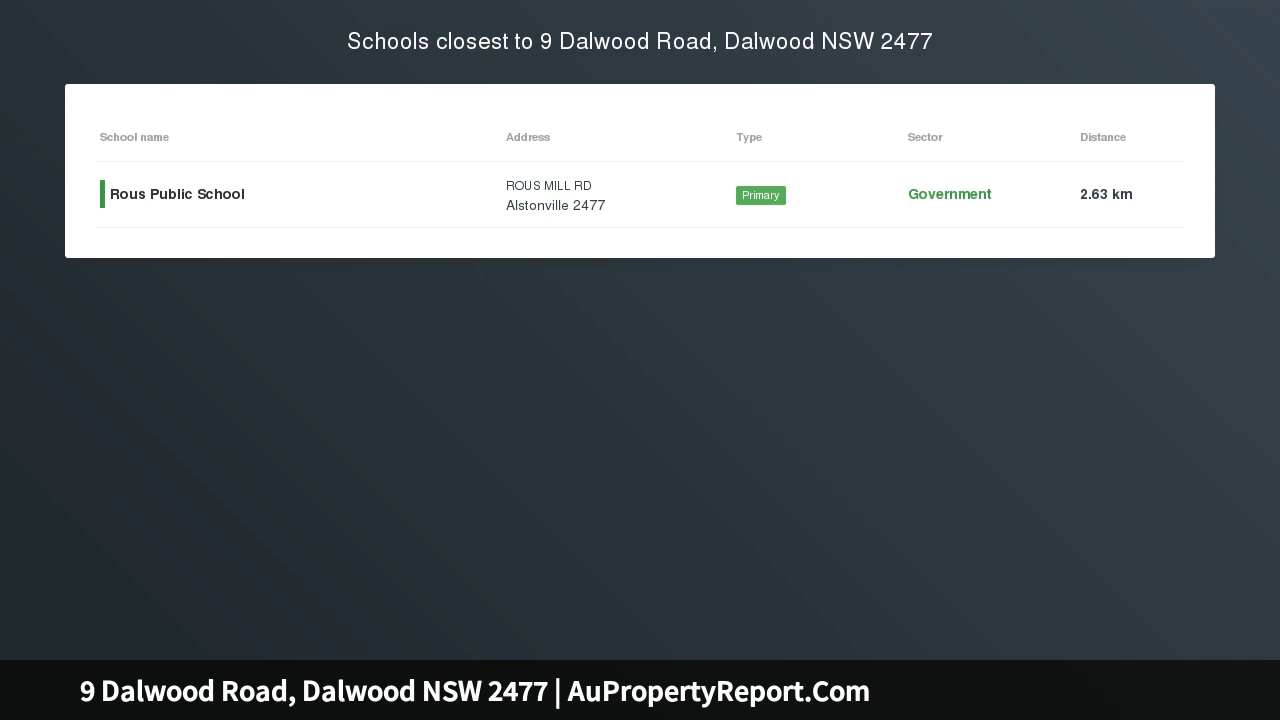 Schools closest to 9 Dalwood Road, Dalwood NSW 2477
School name Address Type Sector Distance
Rous Public School ROUS MILL RD Primary Government 2.63 km
Alstonville 2477
9 Dalwood Road, Dalwood NSW 2477 | AuPropertyReport.Com